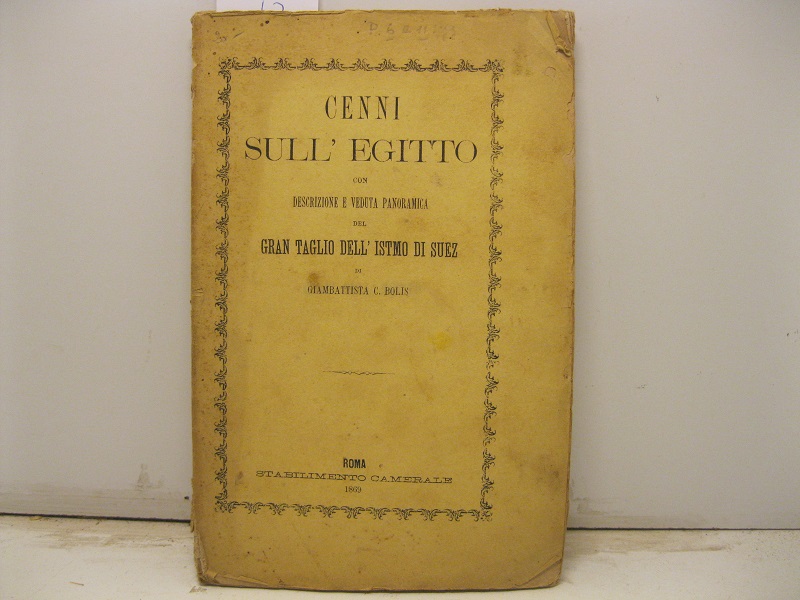 CENNI
SULL' EGITTO
CON
DESCRIZIONE E VEDUTA PANORAMICA
DEL
GRAN TAGLIO DELL' ISTMO DI SUEZ
DI
GIAMBATTISTA C. BOLIS
ROMA
STABILIMENTO CAMERALE
1869